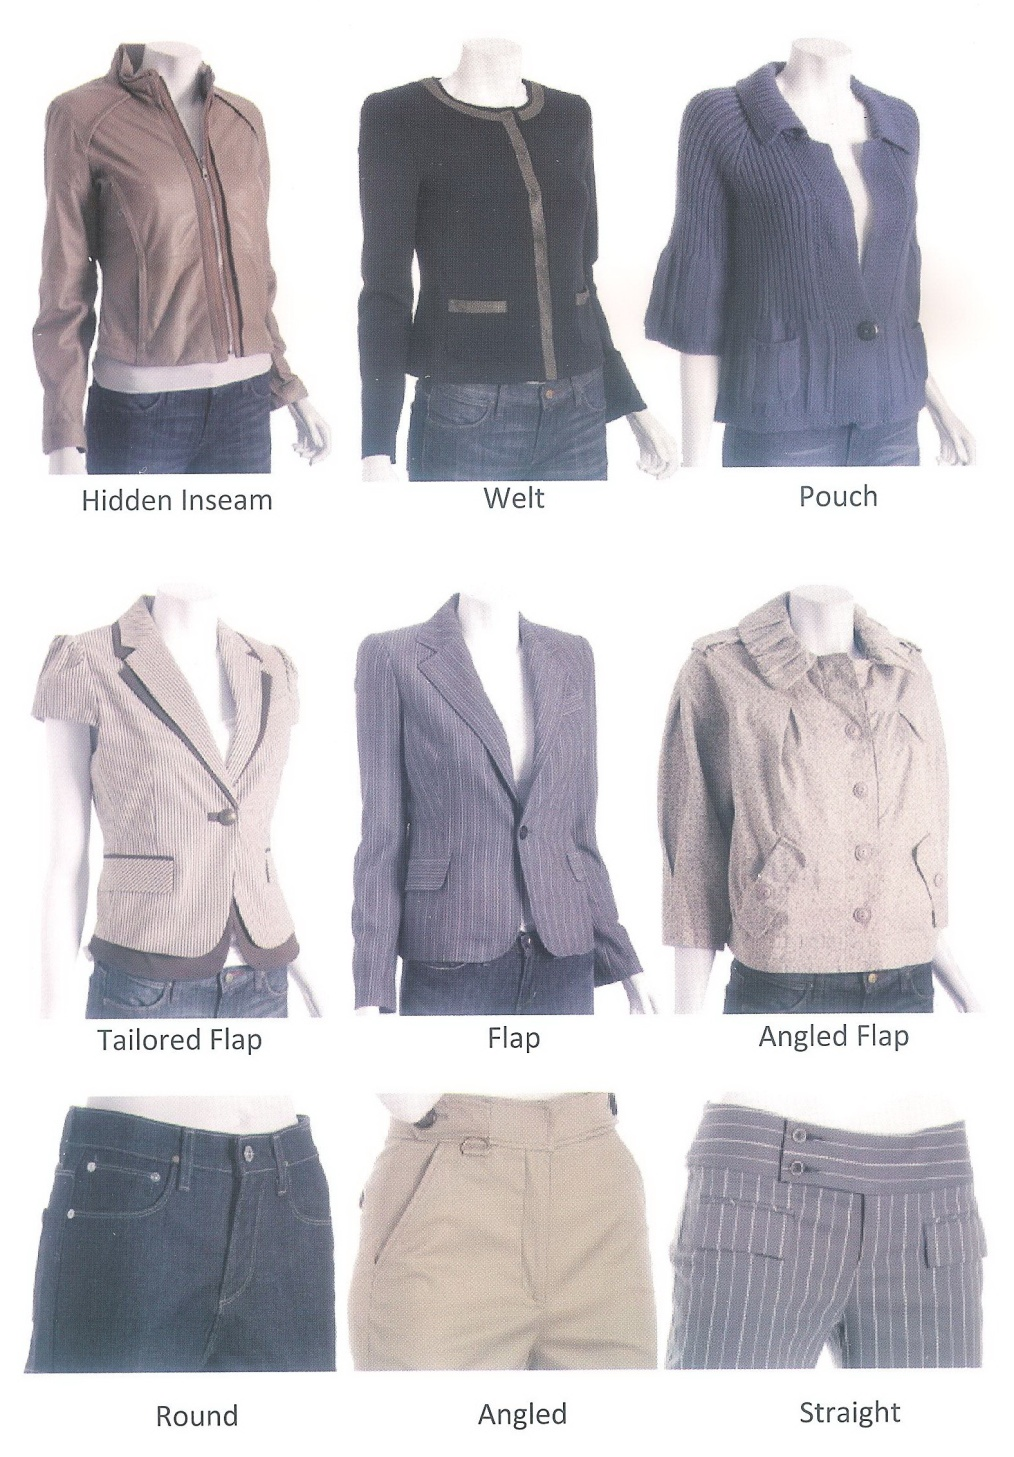 Hidden Inseam
Welt
Pouch
Tailored Flap
Flap
Angled Flap
Round
Angled
Straight